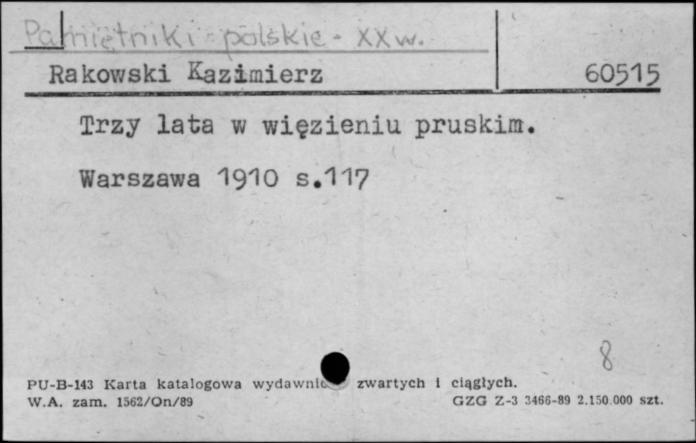 Pamiętniki - polskie - XX w.
Rakowski Kazimierz 60515
Trzy lata w więzieniu pruskim.
Warszawa 1910 s.117
8
PU-B-143 Karta katalogowa wydawnic zwartych i ciągłych.
W.A. zam. 1562/On/89 GZG Z-3 3466-89 2.150.000 szt.